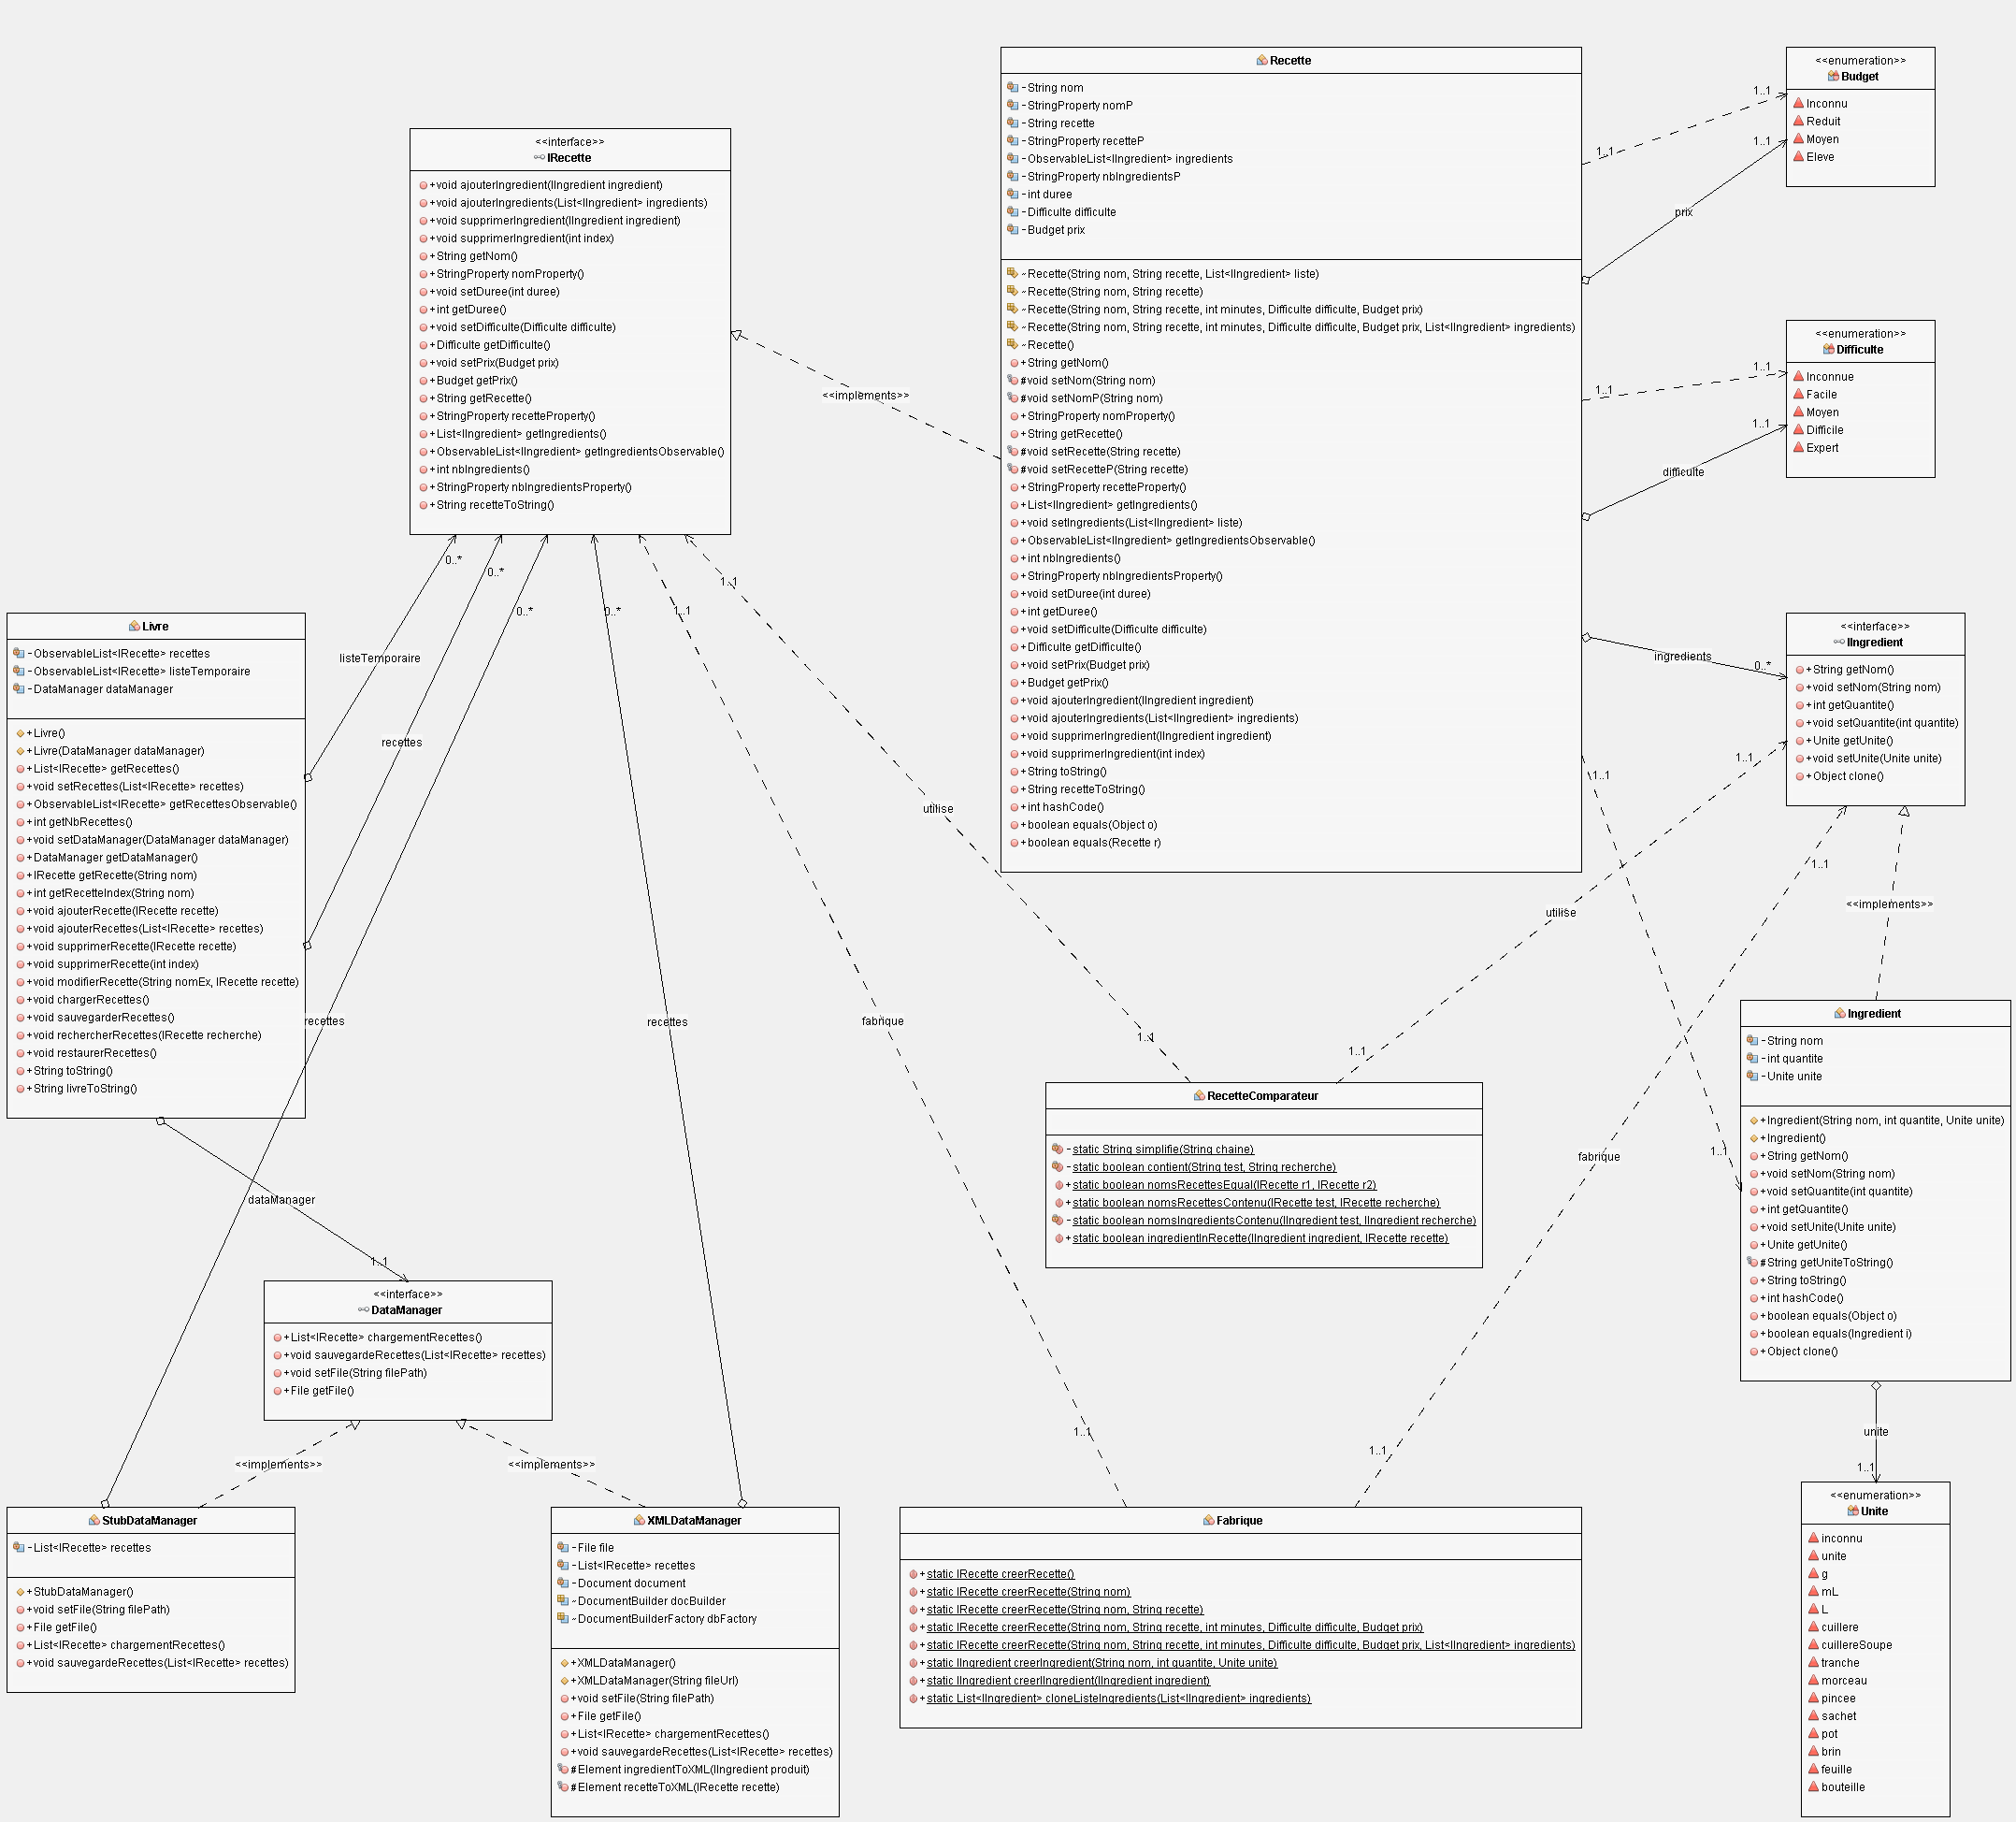 <<interface>>
IRecette
+void ajouterIngredient(IIngredient ingredient)
+void ajouterIngredients(List<IIngredient> ingredients)
+void supprimerIngredient(IIngredient ingredient)
+void supprimerIngredient(int index)
+String getNom()
+StringProperty nomProperty()
+void setDuree(int duree)
+int getDuree()
+void setDifficulte(Difficulte difficulte)
+Difficulte getDifficulte()
+void setPrix(Budget prix)
+Budget getPrix()
+String getRecette()
+StringProperty recetteProperty()
+List<IIngredient> getIngredients()
+ObservableList<IIngredient> getIngredientsObservable()
+int nbIngredients()
+StringProperty nbIngredientsProperty()
+String recetteToString()
<<implements>>
Recette
-String nom
-StringProperty nomP
-String recette
-StringProperty recetteP
-ObservableList<IIngredient> ingredients
-StringProperty nbIngredientsP
-int duree
-Difficulte difficulte
-Budget prix
~Recette(String nom, String recette, List<IIngredient> liste)
~Recette(String nom, String recette)
~Recette(String nom, String recette, int minutes, Difficulte difficulte, Budget prix)
~Recette(String nom, String recette, int minutes, Difficulte difficulte, Budget prix, List<IIngredient> ingredients)
~Recette()
+String getNom()
#void setNom(String nom)
#void setNomP(String nom)
+StringProperty nomProperty()
+String getRecette()
#void setRecette(String recette)
#void setRecetteP(String recette)
+StringProperty recetteProperty()
+List<IIngredient> getIngredients()
+void setIngredients(List<IIngredient> liste)
+ObservableList<IIngredient> getIngredientsObservable()
+int nbIngredients()
+StringProperty nbIngredientsProperty()
+void setDuree(int duree)
+int getDuree()
+void setDifficulte(Difficulte difficulte)
+Difficulte getDifficulte()
+void setPrix(Budget prix)
+Budget getPrix()
+void ajouterIngredient(IIngredient ingredient)
+void ajouterIngredients(List<IIngredient> ingredients)
+void supprimerIngredient(IIngredient ingredient)
+void supprimerIngredient(int index)
+String toString()
+String recetteToString()
+int hashCode()
+boolean equals(Object o)
+boolean equals(Recette r)
1..1
1..1
1..1
prix
<<enumeration>>
Budget
Inconnu
Reduit
Moyen
Eleve
1..1
1..1
1..1
difficulte
<<enumeration>>
Difficulte
Inconnue
Facile
Moyen
Difficile
Expert
ingredients
0..*
1..1
1..1
<<interface>>
IIngredient
+String getNom()
+void setNom(String nom)
+int getQuantite()
+void setQuantite(int quantite)
+Unite getUnite()
+void setUnite(Unite unite)
+Object clone()
1..1
<<implements>>
utilise
1..1
fabrique
1..1
1..1
0..*
0..*
0..*
0..*
1..1
1..1
Livre
-ObservableList<IRecette> recettes
-ObservableList<IRecette> listeTemporaire
-DataManager dataManager
+Livre()
+Livre(DataManager dataManager)
+List<IRecette> getRecettes()
+void setRecettes(List<IRecette> recettes)
+ObservableList<IRecette> getRecettesObservable()
+int getNbRecettes()
+void setDataManager(DataManager dataManager)
+DataManager getDataManager()
+IRecette getRecette(String nom)
+int getRecetteIndex(String nom)
+void ajouterRecette(IRecette recette)
+void ajouterRecettes(List<IRecette> recettes)
+void supprimerRecette(IRecette recette)
+void supprimerRecette(int index)
+void modifierRecette(String nomEx, IRecette recette)
+void chargerRecettes()
+void sauvegarderRecettes()
+void rechercherRecettes(IRecette recherche)
+void restaurerRecettes()
+String toString()
+String livreToString()
listeTemporaire
recettes
recettes
recettes
utilise
fabrique
1..1
1..1
dataManager
1..1
RecetteComparateur
-static String simplifie(String chaine)
-static boolean contient(String test, String recherche)
+static boolean nomsRecettesEqual(IRecette r1, IRecette r2)
+static boolean nomsRecettesContenu(IRecette test, IRecette recherche)
-static boolean nomsIngredientsContenu(IIngredient test, IIngredient recherche)
+static boolean ingredientInRecette(IIngredient ingredient, IRecette recette)
Ingredient
-String nom
-int quantite
-Unite unite
+Ingredient(String nom, int quantite, Unite unite)
+Ingredient()
+String getNom()
+void setNom(String nom)
+void setQuantite(int quantite)
+int getQuantite()
+void setUnite(Unite unite)
+Unite getUnite()
#String getUniteToString()
+String toString()
+int hashCode()
+boolean equals(Object o)
+boolean equals(Ingredient i)
+Object clone()
unite
1..1
<<interface>>
DataManager
+List<IRecette> chargementRecettes()
+void sauvegardeRecettes(List<IRecette> recettes)
+void setFile(String filePath)
+File getFile()
<<implements>>
<<implements>>
StubDataManager
-List<IRecette> recettes
+StubDataManager()
+void setFile(String filePath)
+File getFile()
+List<IRecette> chargementRecettes()
+void sauvegardeRecettes(List<IRecette> recettes)
XMLDataManager
-File file
-List<IRecette> recettes
-Document document
~DocumentBuilder docBuilder
~DocumentBuilderFactory dbFactory
+XMLDataManager()
+XMLDataManager(String fileUrl)
+void setFile(String filePath)
+File getFile()
+List<IRecette> chargementRecettes()
+void sauvegardeRecettes(List<IRecette> recettes)
#Element ingredientToXML(IIngredient produit)
#Element recetteToXML(IRecette recette)
Fabrique
+static IRecette creerRecette()
+static IRecette creerRecette(String nom)
+static IRecette creerRecette(String nom, String recette)
+static IRecette creerRecette(String nom, String recette, int minutes, Difficulte difficulte, Budget prix)
+static IRecette creerRecette(String nom, String recette, int minutes, Difficulte difficulte, Budget prix, List<IIngredient> ingredients)
+static IIngredient creerIngredient(String nom, int quantite, Unite unite)
+static IIngredient creerIIngredient(IIngredient ingredient)
+static List<IIngredient> cloneListeIngredients(List<IIngredient> ingredients)
<<enumeration>>
Unite
inconnu
unite
g
mL
L
cuillere
cuillereSoupe
tranche
morceau
pincee
sachet
pot
brin
feuille
bouteille